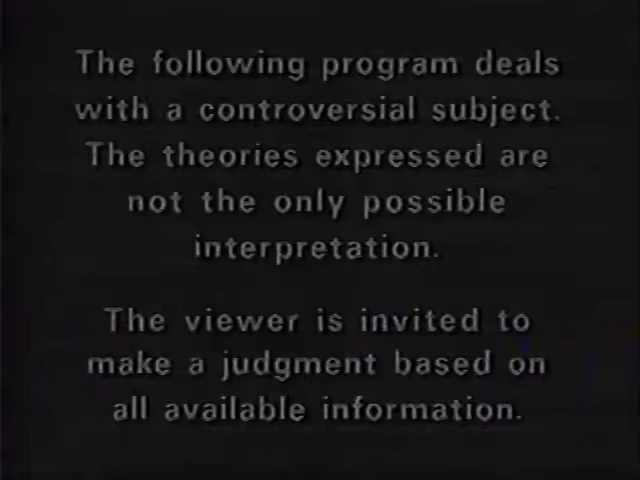 The following program deals
with a controversial subject.
The theories expressed are
not the only possible
interpretation.
The viewer is invited to
make a judgment based on
all available information.